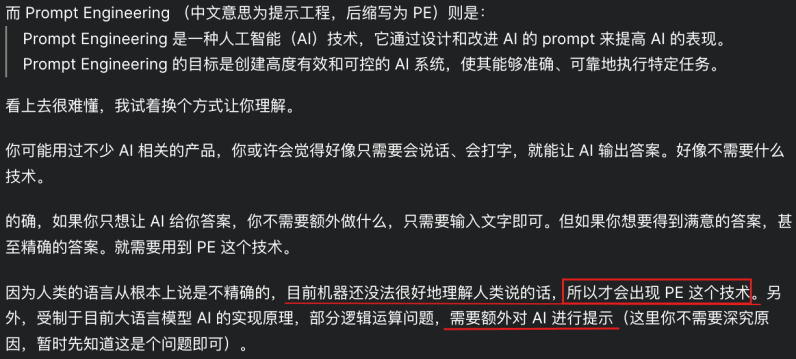 而 Prompt Engineering （中文意思为提示工程，后缩写为 PE）则是：
Prompt Engineering 是一种人工智能（AI）技术，它通过设计和改进 AI 的 prompt 来提高 AI 的表现。
Prompt Engineering 的目标是创建高度有效和可控的 AI 系统，使其能够准确、可靠地执行特定任务。
看上去很难懂，我试着换个方式让你理解。
你可能用过不少 AI 相关的产品，你或许会觉得好像只需要会说话、会打字，就能让 AI 输出答案。好像不需要什么
技术。
的确，如果你只想让 AI 给你答案，你不需要额外做什么，只需要输入文字即可。但如果你想要得到满意的答案，甚
至精确的答案。就需要用到 PE 这个技术。
因为人类的语言从根本上说是不精确的，目前机器还没法很好地理解人类说的话，所以才会出现 PE 这个技术。另
外，受制于目前大语言模型 AI 的实现原理，部分逻辑运算问题，需要额外对 AI 进行提示（这里你不需要深究原
因，暂时先知道这是个问题即可）。